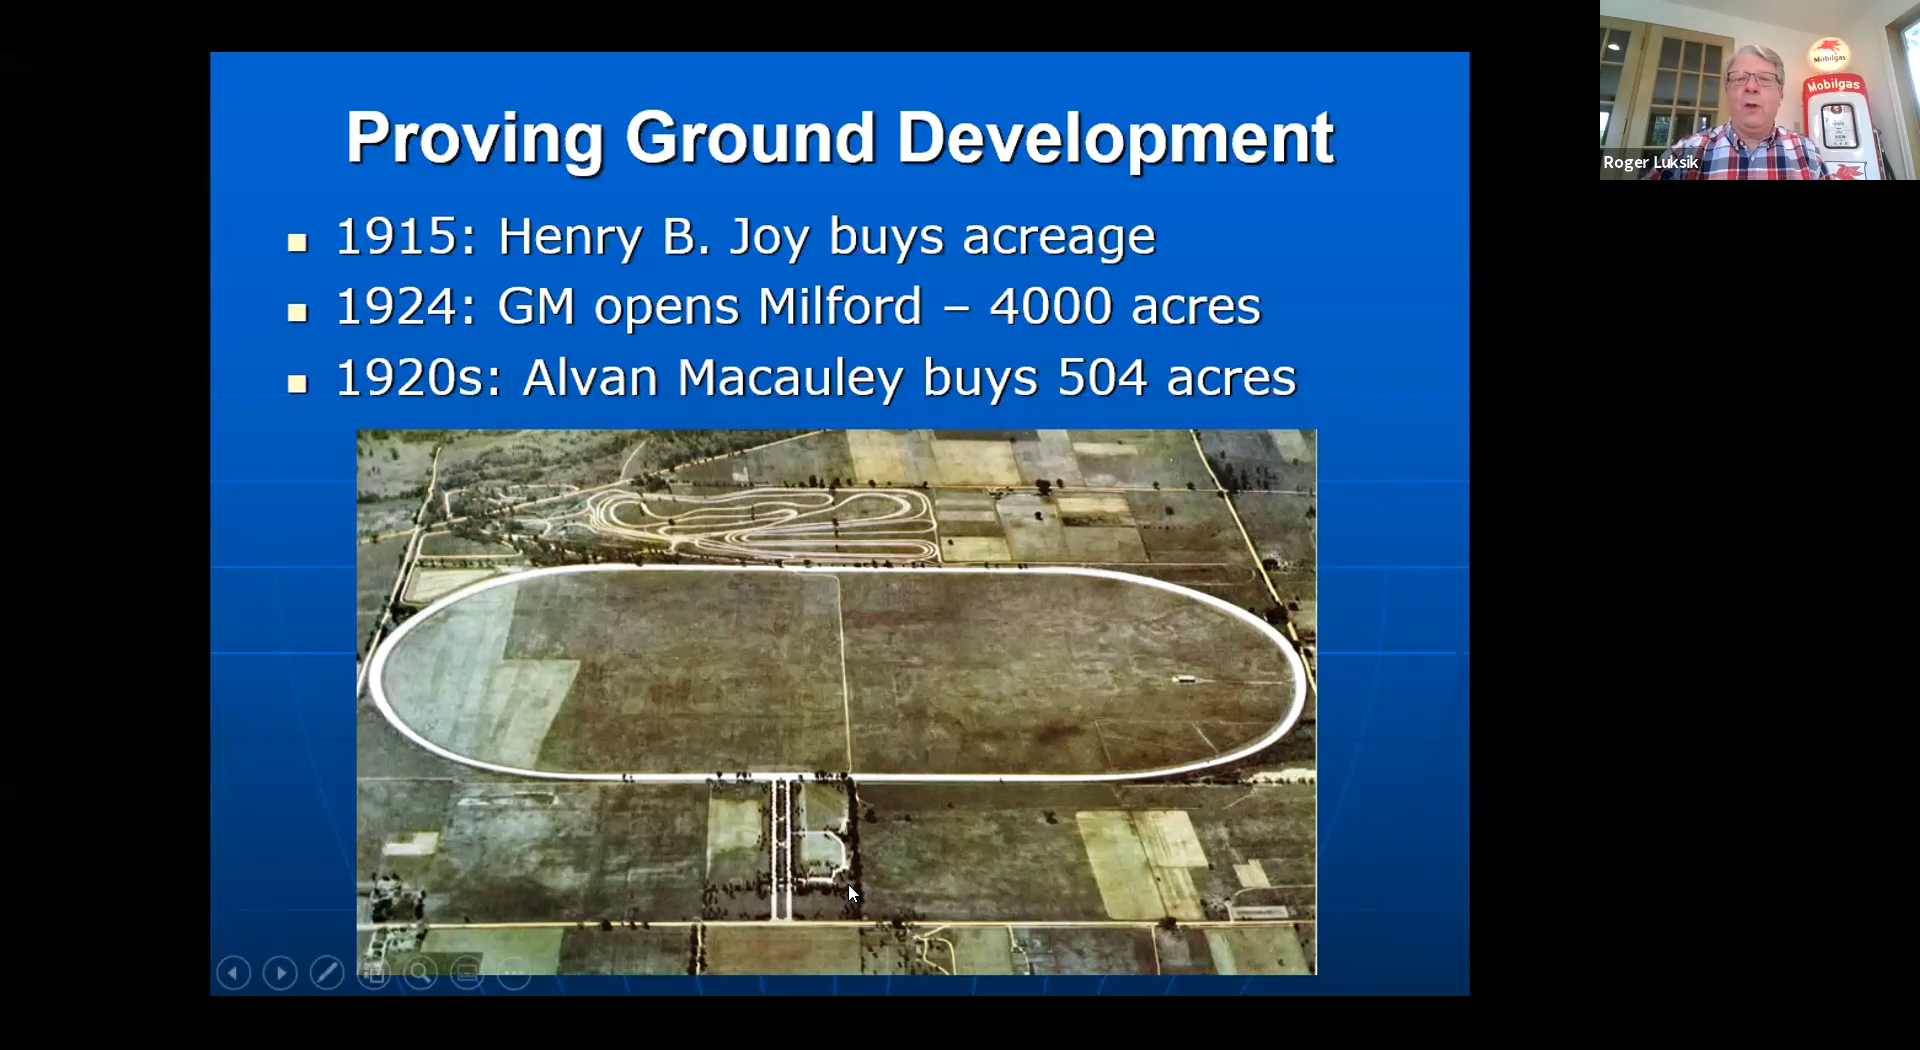 Proving Ground Development
1915: Henry B. Joy buys acreage
1924: GM opens Milford – 4000 acres
1920s: Alvan Macauley buys 504 acres
Mobilgas
Mobilgas
Roger Luksik